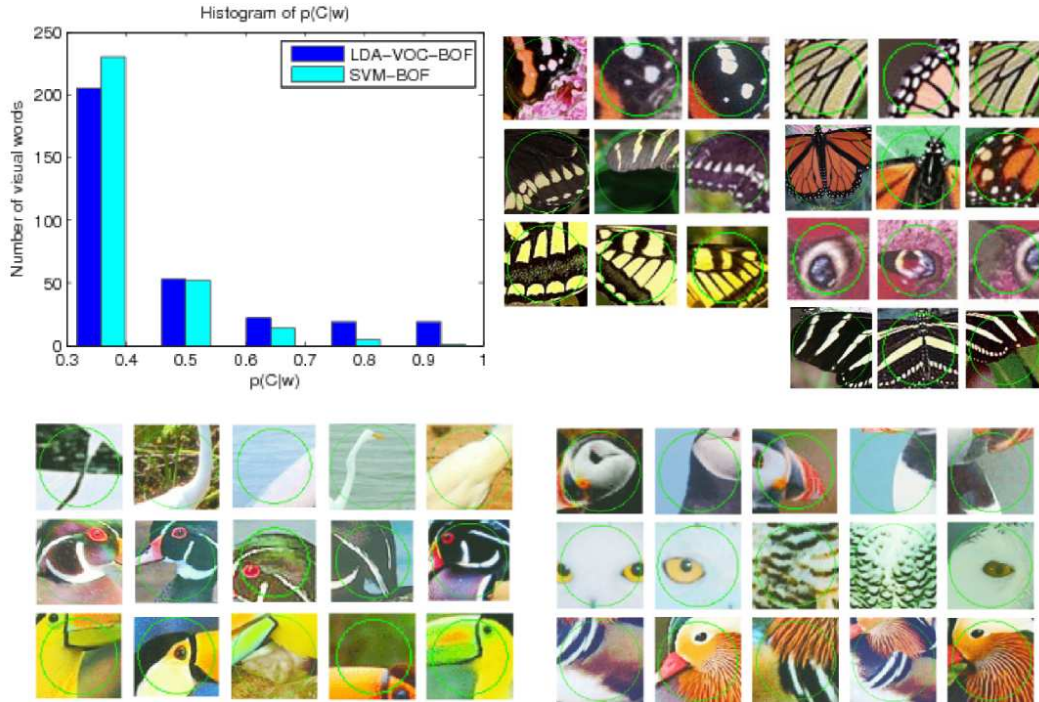 Histogram of p(C|w)
250
200
150
100
50
0
Number of visual words
LDA-VOC-BOF
SVM-BOF
0.3 0.4 0.5 0.6 0.7 0.8 0.9 1
p(C|w)